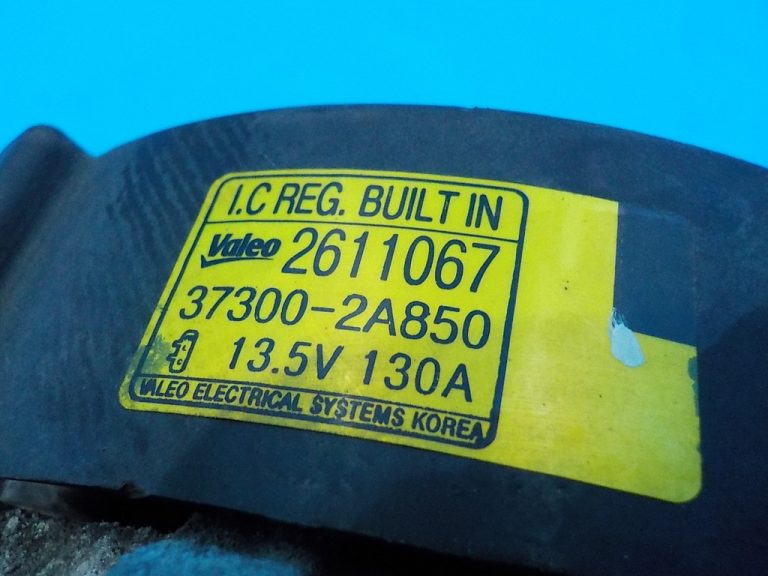 I.C REG. BUILT IN
Valeo 2611067
37300-2A850
13.5V 130A
VALEO ELECTRICAL SYSTEMS KOREA